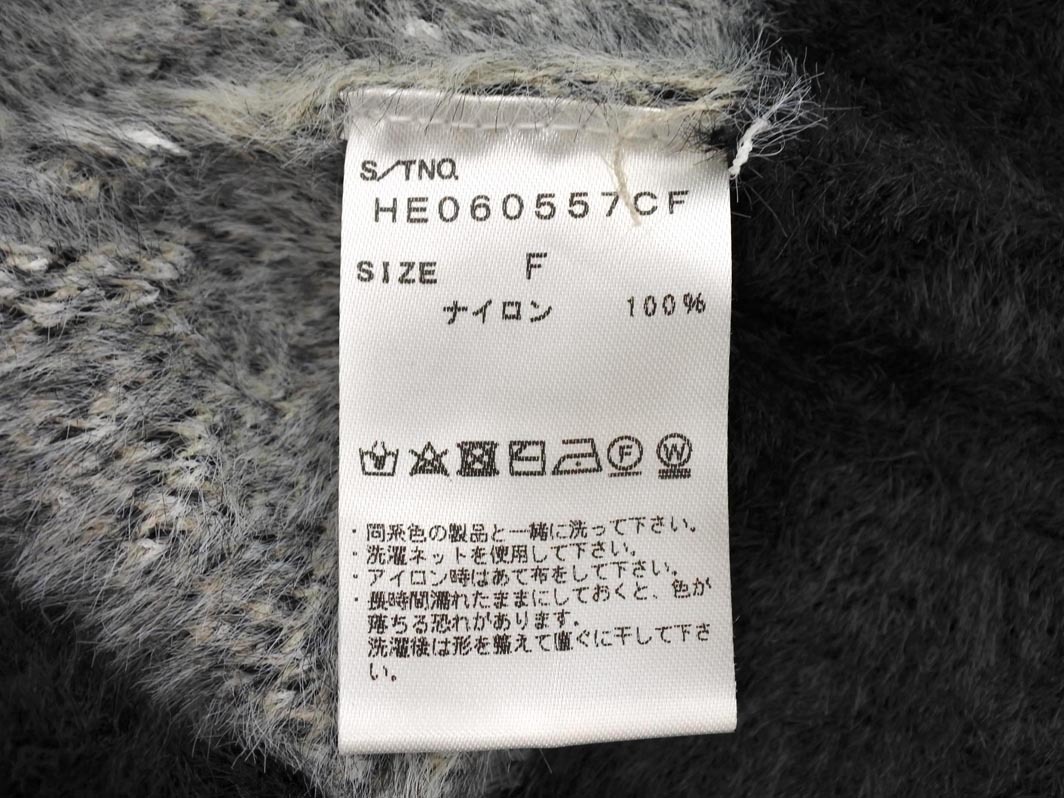 S/TNO.
HE060557CF
SIZE F
ナイロン 100%
F W
・同系色の製品と一緒に洗って下さい。
・洗濯ネットを使用して下さい。
・アイロン時はあて布をして下さい。
・長時間濡れたままにしておくと、色が
落ちる恐れがあります。
洗濯後は形を整えて直ぐに干して下さ
い。